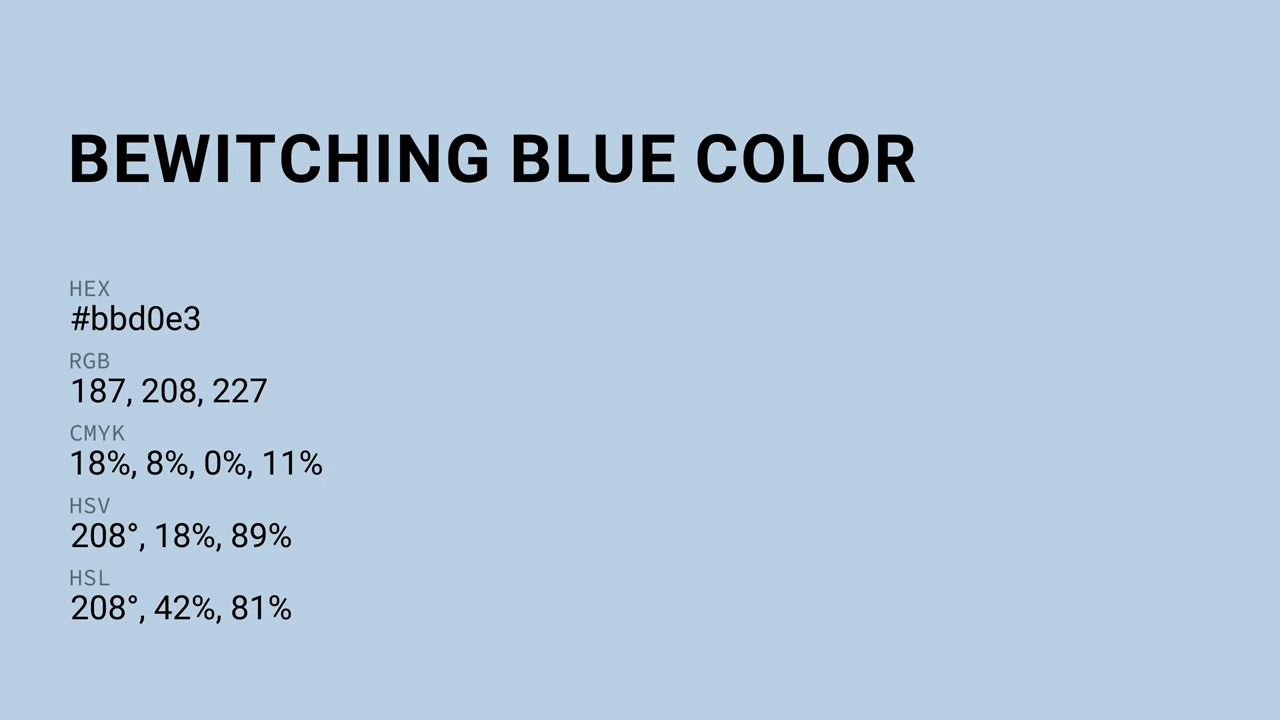 BEWITCHING BLUE COLOR
HEX
#bbd0e3
RGB
187, 208, 227
CMYK
18%, 8%, 0%, 11%
HSV
208°, 18%, 89%
HSL
208°, 42%, 81%